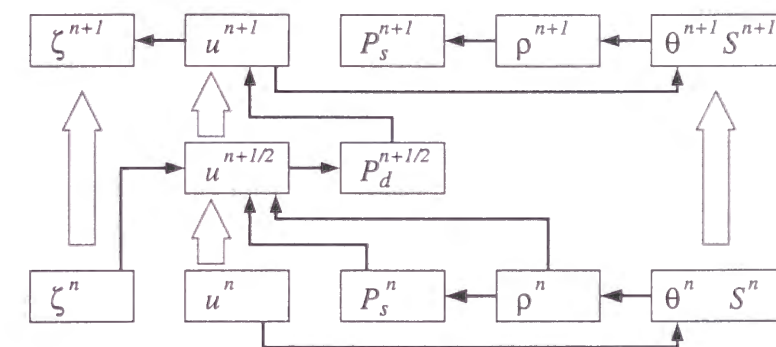 ζ^{n+1} u^{n+1} P_s^{n+1} ρ^{n+1} θ^{n+1} S^{n+1}
u^{n+1/2} P_d^{n+1/2}
ζ^n u^n P_s^n ρ^n θ^n S^n